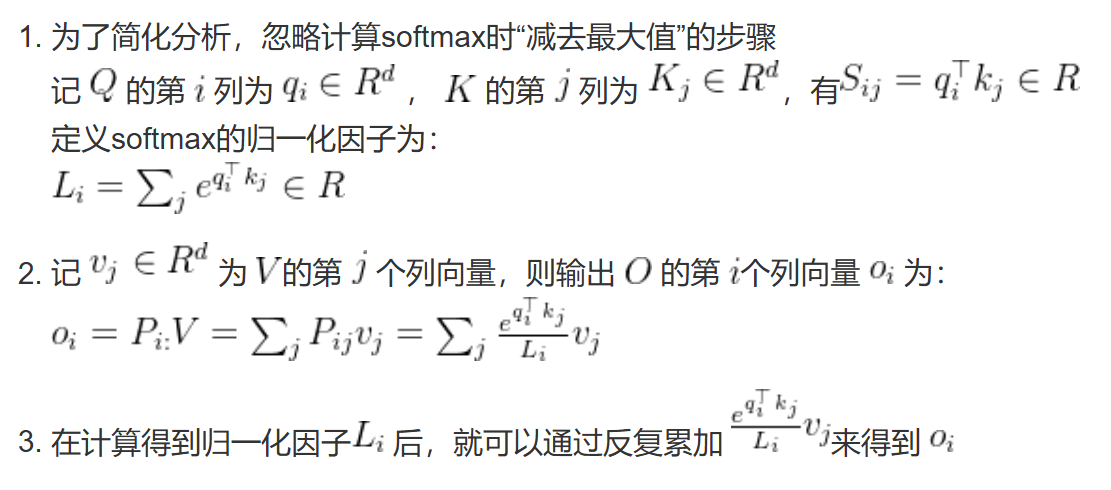 1. 为了简化分析，忽略计算softmax时“减去最大值”的步骤
记 $Q$ 的第 $i$ 列为 $q_i \in R^d$ ， $K$ 的第 $j$ 列为 $K_j \in R^d$ ，有 $S_{ij} = q_i^\top k_j \in R$
定义softmax的归一化因子为：
$L_i = \sum_j e^{q_i^\top k_j} \in R$
2. 记 $v_j \in R^d$ 为 $V$ 的第 $j$ 个列向量，则输出 $O$ 的第 $i$ 个列向量 $o_i$ 为：
$o_i = P_{i:}V = \sum_j P_{ij} v_j = \sum_j \frac{e^{q_i^\top k_j}}{L_i} v_j$
3. 在计算得到归一化因子 $L_i$ 后，就可以通过反复累加 $\frac{e^{q_i^\top k_j}}{L_i} v_j$ 来得到 $o_i$